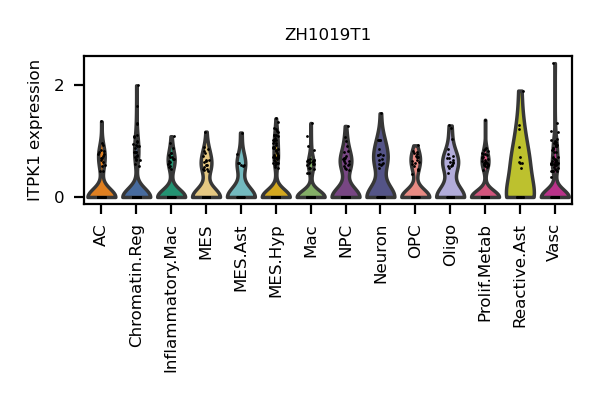 ZH1019T1
ITPK1 expression
2
0
AC
Chromatin.Reg
Inflammatory.Mac
MES
MES.Ast
MES.Hyp
Mac
NPC
Neuron
OPC
Oligo
Prolif.Metab
Reactive.Ast
Vasc